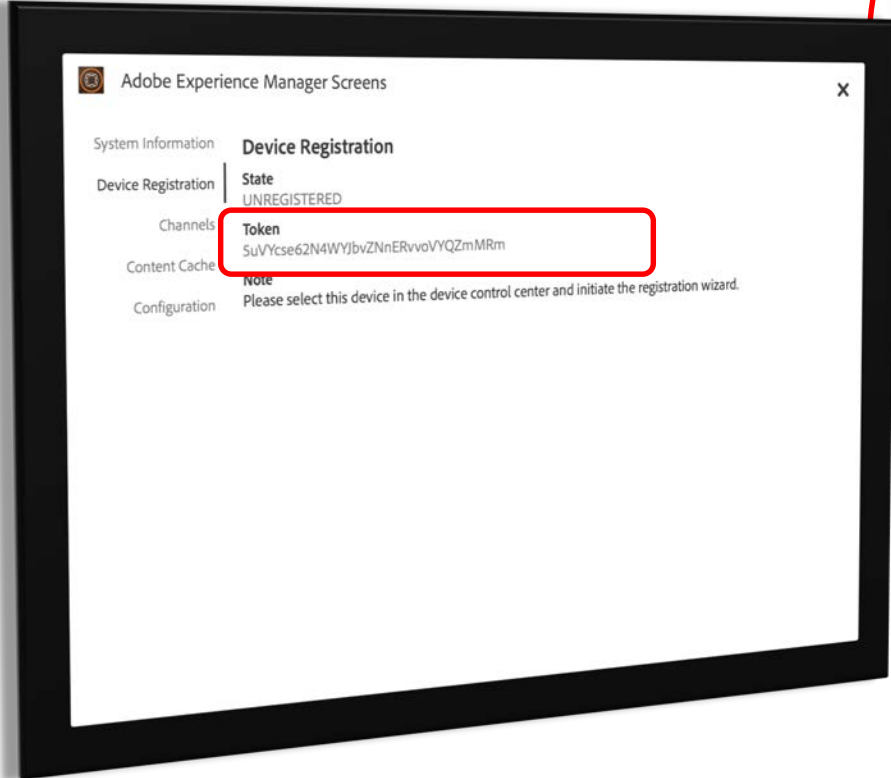 Adobe Experience Manager Screens
X
System Information
Device Registration
Channels
Content Cache
Configuration
Device Registration
State
UNREGISTERED
Token
SuVYcse62N4WYJbvZNnERvvoVYQZmMRm
Note
Please select this device in the device control center and initiate the registration wizard.